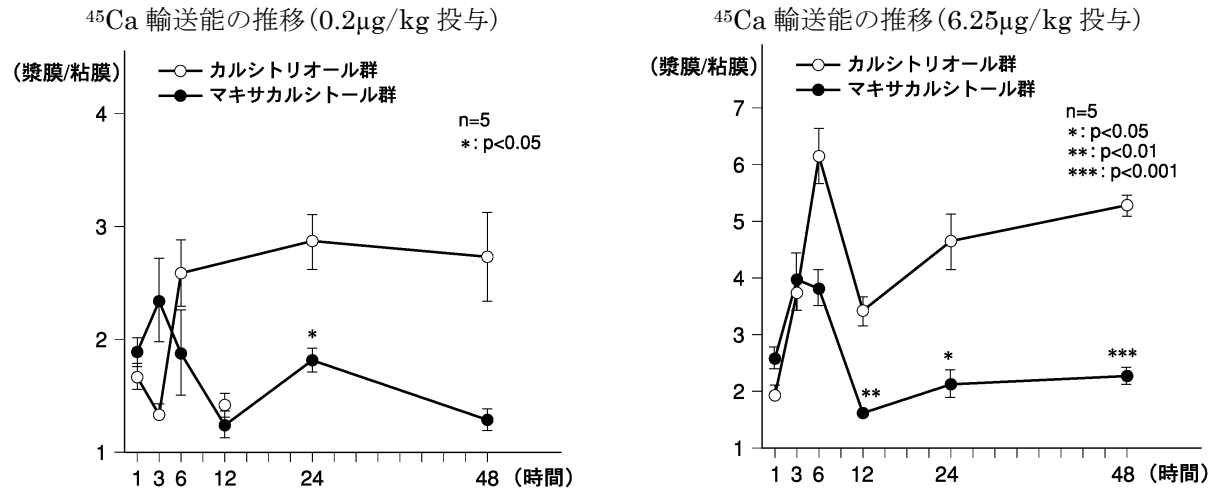 ⁴⁵Ca 輸送能の推移(0.2μg/kg 投与)
(漿膜/粘膜)
カルシトリオール群
マキサカルシトール群
n=5
*: p<0.05
4
3
2
1
*
1 3 6 12 24 48 (時間)
⁴⁵Ca 輸送能の推移(6.25μg/kg 投与)
(漿膜/粘膜)
カルシトリオール群
マキサカルシトール群
n=5
*: p<0.05
**: p<0.01
***: p<0.001
7
6
5
4
3
2
1
**
*
***
1 3 6 12 24 48 (時間)